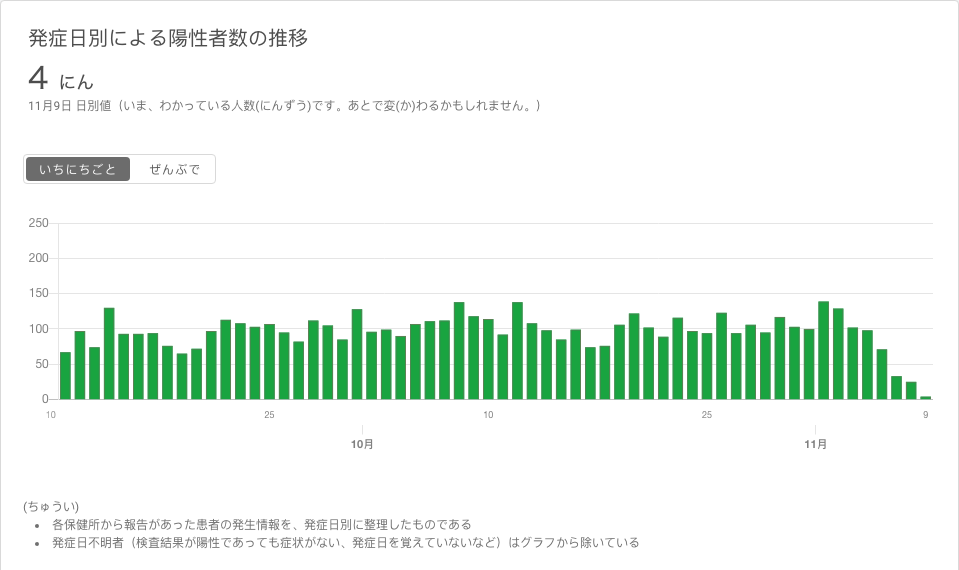 発症日別による陽性者数の推移
4 にん
11月9日 日別値（いま、わかっている人数(にんずう)です。あとで変(か)わるかもしれません。）
いちにちごと ぜんぶで
250
200
150
100
50
0
10 25 10 25 9
10月 11月
(ちゅうい)
• 各保健所から報告があった患者の発生情報を、発症日別に整理したものである
• 発症日不明者（検査結果が陽性であっても症状がない、発症日を覚えていないなど）はグラフから除いている